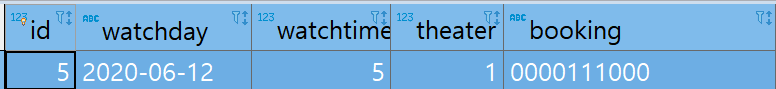 123 id ABC watchday 123 watchtime 123 theater ABC booking
5 2020-06-12 5 1 0000111000